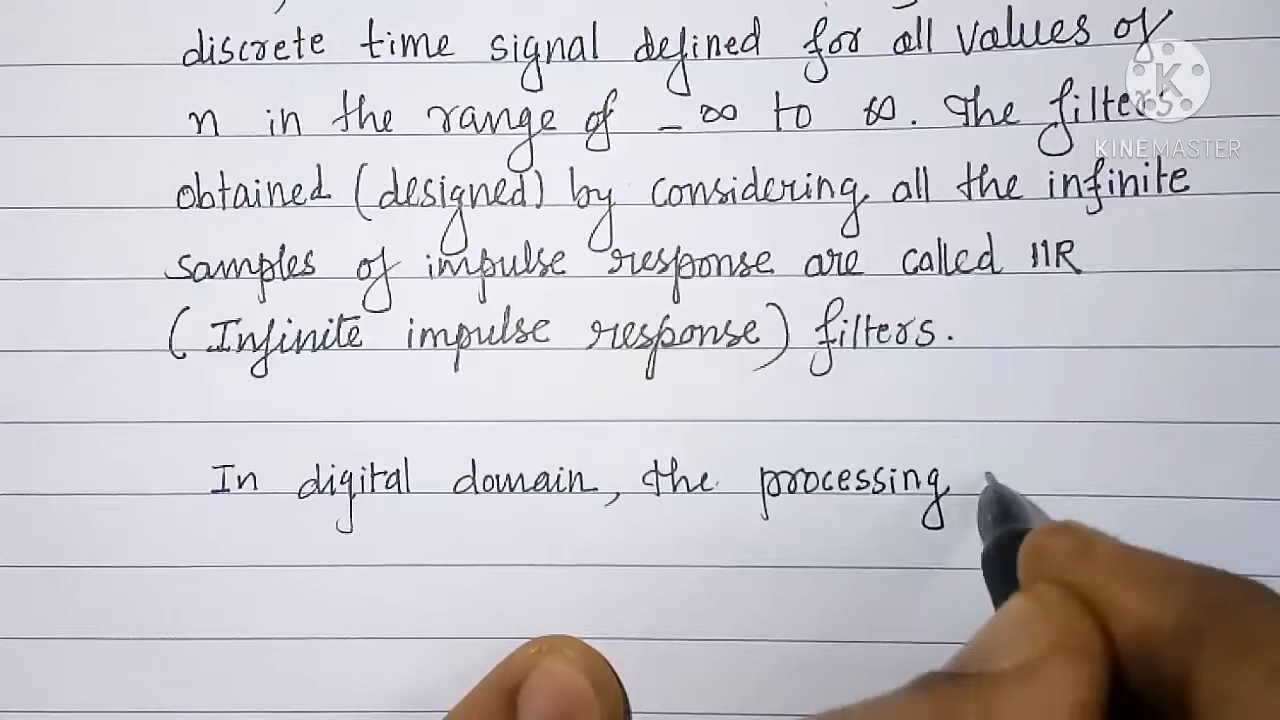 discrete time signal defined for all values of
n in the range of -∞ to ∞. The filters
obtained (designed) by considering all the infinite
samples of impulse response are called IIR
(Infinite impulse response) filters.
In digital domain, the processing
K
KINEMASTER